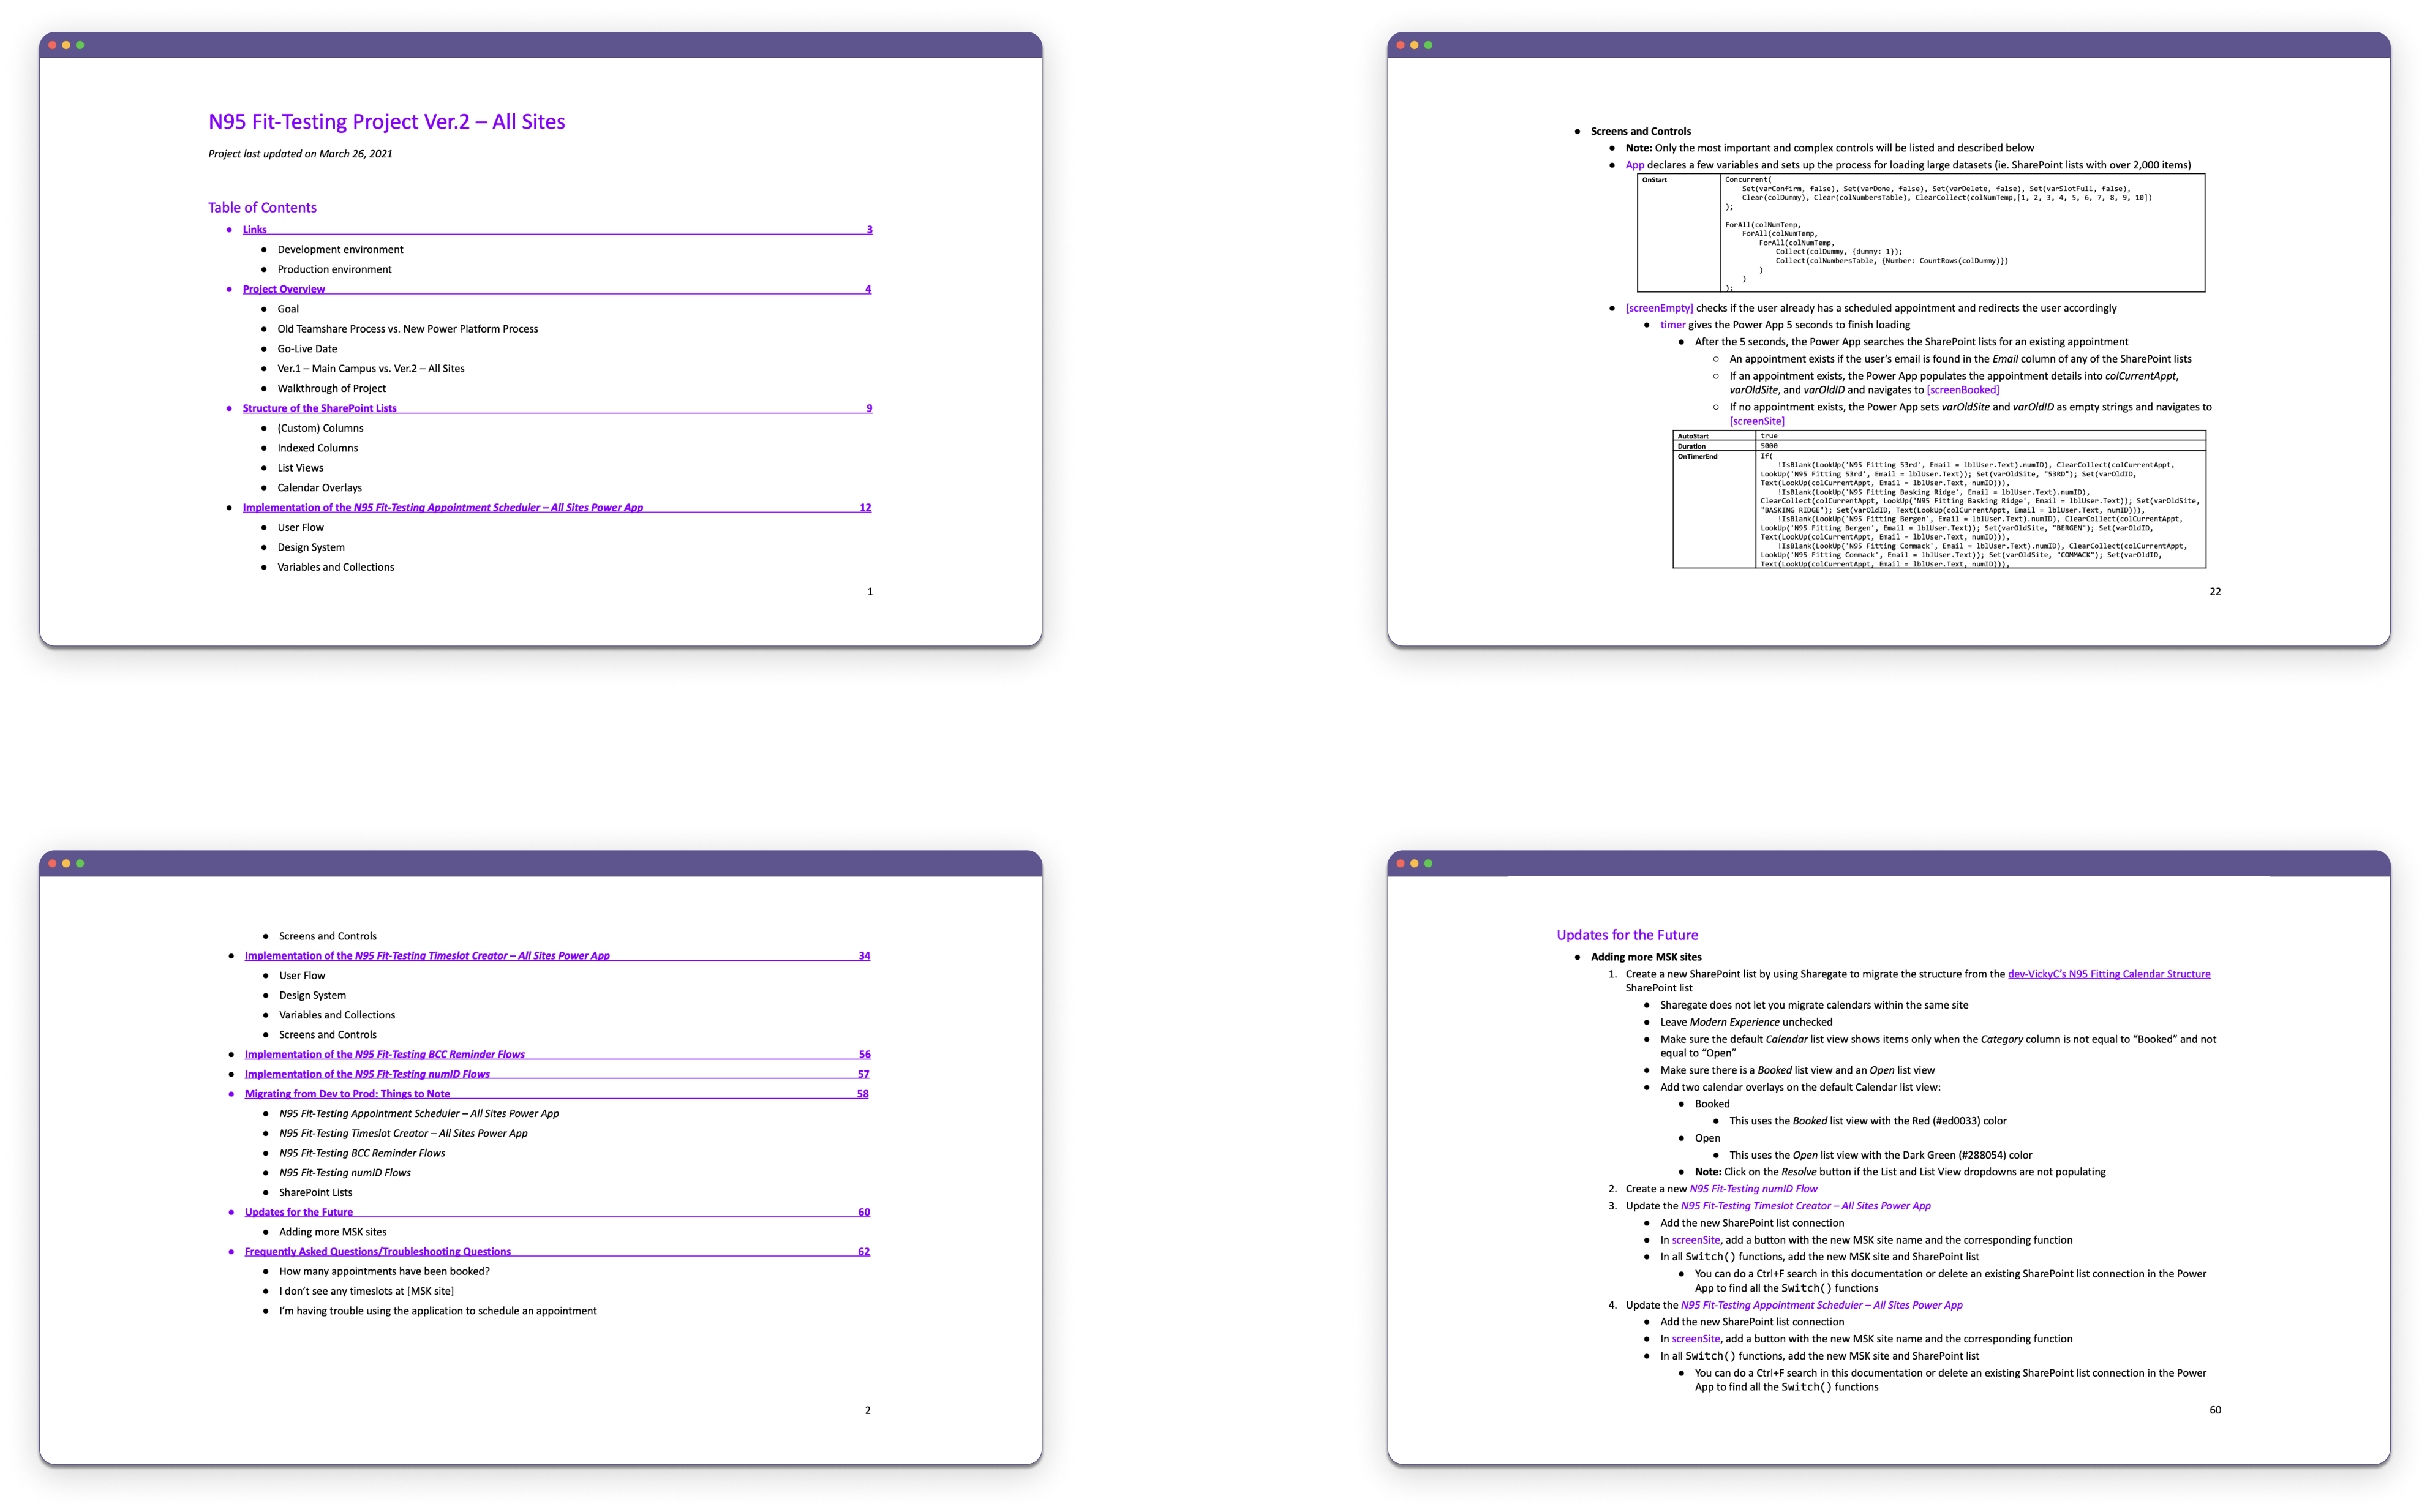 N95 Fit-Testing Project Ver.2 – All Sites
Project last updated on March 26, 2021
Table of Contents
● Links 3
● Development environment
● Production environment
● Project Overview 4
● Goal
● Old Teamshare Process vs. New Power Platform Process
● Go-Live Date
● Ver.1 – Main Campus vs. Ver.2 – All Sites
● Walkthrough of Project
● Structure of the SharePoint Lists 9
● (Custom) Columns
● Indexed Columns
● List Views
● Calendar Overlays
● Implementation of the N95 Fit-Testing Appointment Scheduler – All Sites Power App 12
● User Flow
● Design System
● Variables and Collections
1
● Screens and Controls
● Note: Only the most important and complex controls will be listed and described below
● App declares a few variables and sets up the process for loading large datasets (ie. SharePoint lists with over 2,000 items)
OnStart
Concurrent(
Set(varConfirm, false), Set(varDone, false), Set(varDelete, false), Set(varSlotFull, false),
Clear(colDummy), Clear(colNumbersTable), ClearCollect(colNumTemp,[1, 2, 3, 4, 5, 6, 7, 8, 9, 10])
);
ForAll(colNumTemp,
ForAll(colNumTemp,
ForAll(colNumTemp,
Collect(colDummy, {dummy: 1});
Collect(colNumbersTable, {Number: CountRows(colDummy)})
)
)
);
● [screenEmpty] checks if the user already has a scheduled appointment and redirects the user accordingly
● timer gives the Power App 5 seconds to finish loading
● After the 5 seconds, the Power App searches the SharePoint lists for an existing appointment
○ An appointment exists if the user’s email is found in the Email column of any of the SharePoint lists
○ If an appointment exists, the Power App populates the appointment details into colCurrentAppt,
varOldSite, and varOldID and navigates to [screenBooked]
○ If no appointment exists, the Power App sets varOldSite and varOldID as empty strings and navigates to
[screenSite]
AutoStart true
Duration 5000
OnTimerEnd If(
!IsBlank(LookUp('N95 Fitting 53rd', Email = lblUser.Text).numID), ClearCollect(colCurrentAppt,
LookUp('N95 Fitting 53rd', Email = lblUser.Text)); Set(varOldSite, "53RD"); Set(varOldID,
Text(LookUp(colCurrentAppt, Email = lblUser.Text, numID))),
!IsBlank(LookUp('N95 Fitting Basking Ridge', Email = lblUser.Text).numID),
ClearCollect(colCurrentAppt, LookUp('N95 Fitting Basking Ridge', Email = lblUser.Text)); Set(varOldSite,
"BASKING RIDGE"); Set(varOldID, Text(LookUp(colCurrentAppt, Email = lblUser.Text, numID))),
!IsBlank(LookUp('N95 Fitting Bergen', Email = lblUser.Text).numID), ClearCollect(colCurrentAppt,
LookUp('N95 Fitting Bergen', Email = lblUser.Text)); Set(varOldSite, "BERGEN"); Set(varOldID,
Text(LookUp(colCurrentAppt, Email = lblUser.Text, numID))),
!IsBlank(LookUp('N95 Fitting Commack', Email = lblUser.Text).numID), ClearCollect(colCurrentAppt,
LookUp('N95 Fitting Commack', Email = lblUser.Text)); Set(varOldSite, "COMMACK"); Set(varOldID,
Text(LookUp(colCurrentAppt, Email = lblUser.Text, numID))),
22
● Screens and Controls
● Implementation of the N95 Fit-Testing Timeslot Creator – All Sites Power App 34
● User Flow
● Design System
● Variables and Collections
● Screens and Controls
● Implementation of the N95 Fit-Testing BCC Reminder Flows 56
● Implementation of the N95 Fit-Testing numID Flows 57
● Migrating from Dev to Prod: Things to Note 58
● N95 Fit-Testing Appointment Scheduler – All Sites Power App
● N95 Fit-Testing Timeslot Creator – All Sites Power App
● N95 Fit-Testing BCC Reminder Flows
● N95 Fit-Testing numID Flows
● SharePoint Lists
● Updates for the Future 60
● Adding more MSK sites
● Frequently Asked Questions/Troubleshooting Questions 62
● How many appointments have been booked?
● I don’t see any timeslots at [MSK site]
● I’m having trouble using the application to schedule an appointment
2
Updates for the Future
● Adding more MSK sites
1. Create a new SharePoint list by using Sharegate to migrate the structure from the dev-VickyC’s N95 Fitting Calendar Structure
SharePoint list
● Sharegate does not let you migrate calendars within the same site
● Leave Modern Experience unchecked
● Make sure the default Calendar list view shows items only when the Category column is not equal to “Booked” and not
equal to “Open”
● Make sure there is a Booked list view and an Open list view
● Add two calendar overlays on the default Calendar list view:
● Booked
● This uses the Booked list view with the Red (#ed0033) color
● Open
● This uses the Open list view with the Dark Green (#288054) color
● Note: Click on the Resolve button if the List and List View dropdowns are not populating
2. Create a new N95 Fit-Testing numID Flow
3. Update the N95 Fit-Testing Timeslot Creator – All Sites Power App
● Add the new SharePoint list connection
● In screenSite, add a button with the new MSK site name and the corresponding function
● In all Switch() functions, add the new MSK site and SharePoint list
● You can do a Ctrl+F search in this documentation or delete an existing SharePoint list connection in the Power
App to find all the Switch() functions
4. Update the N95 Fit-Testing Appointment Scheduler – All Sites Power App
● Add the new SharePoint list connection
● In screenSite, add a button with the new MSK site name and the corresponding function
● In all Switch() functions, add the new MSK site and SharePoint list
● You can do a Ctrl+F search in this documentation or delete an existing SharePoint list connection in the Power
App to find all the Switch() functions
60